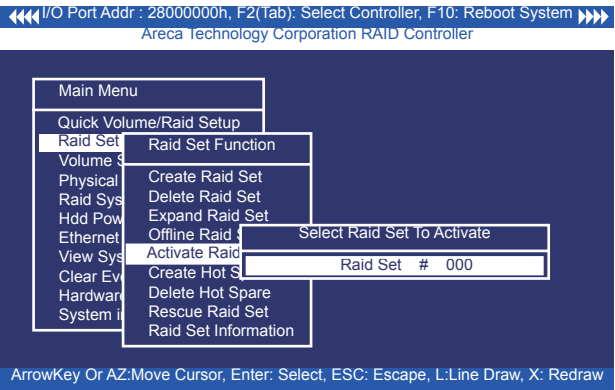 I/O Port Addr : 28000000h, F2(Tab): Select Controller, F10: Reboot System
Areca Technology Corporation RAID Controller
Main Menu
Quick Volume/Raid Setup
Raid Set
Volume
Physical
Raid Sys
Hdd Pow
Ethernet
View Sys
Clear Ev
Hardware
System i
Raid Set Function
Create Raid Set
Delete Raid Set
Expand Raid Set
Offline Raid
Activate Raid
Create Hot
Delete Hot Spare
Rescue Raid Set
Raid Set Information
Select Raid Set To Activate
Raid Set # 000
ArrowKey Or AZ:Move Cursor, Enter: Select, ESC: Escape, L:Line Draw, X: Redraw